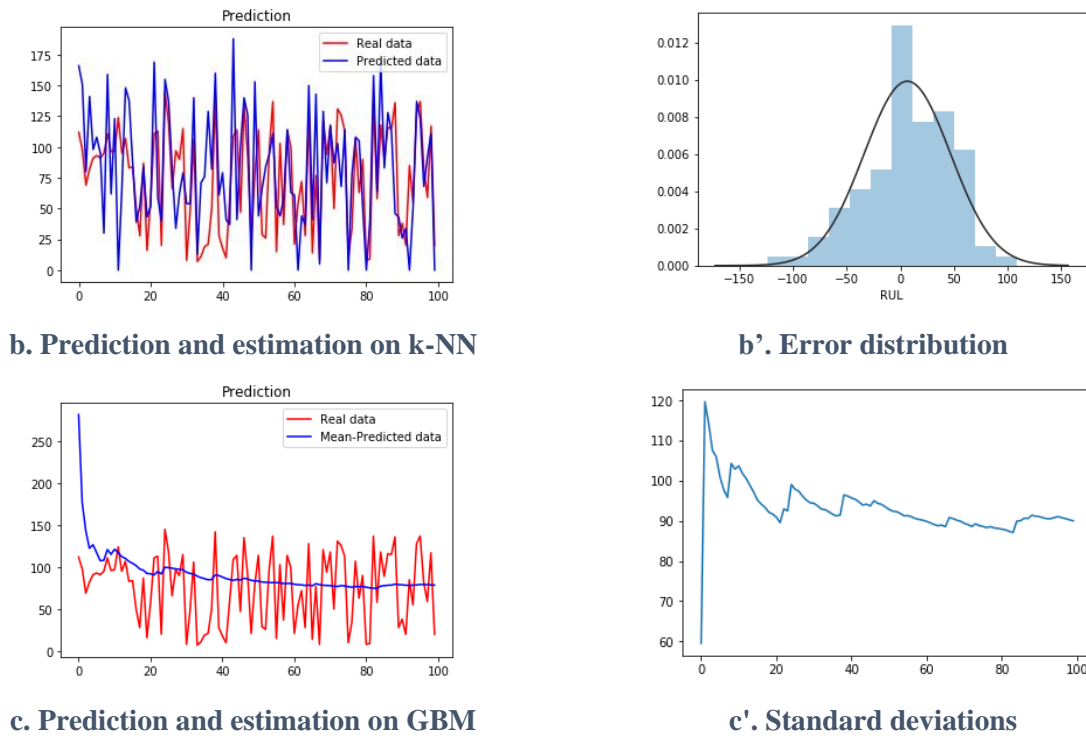 Prediction
Real data
Predicted data
175
150
125
100
75
50
25
0
0 20 40 60 80 100
0.012
0.010
0.008
0.006
0.004
0.002
0.000
−150 −100 −50 0 50 100 150
RUL
b. Prediction and estimation on k-NN
b’. Error distribution
Prediction
Real data
Mean-Predicted data
250
200
150
100
50
0
0 20 40 60 80 100
120
110
100
90
80
70
60
0 20 40 60 80 100
c. Prediction and estimation on GBM
c'. Standard deviations